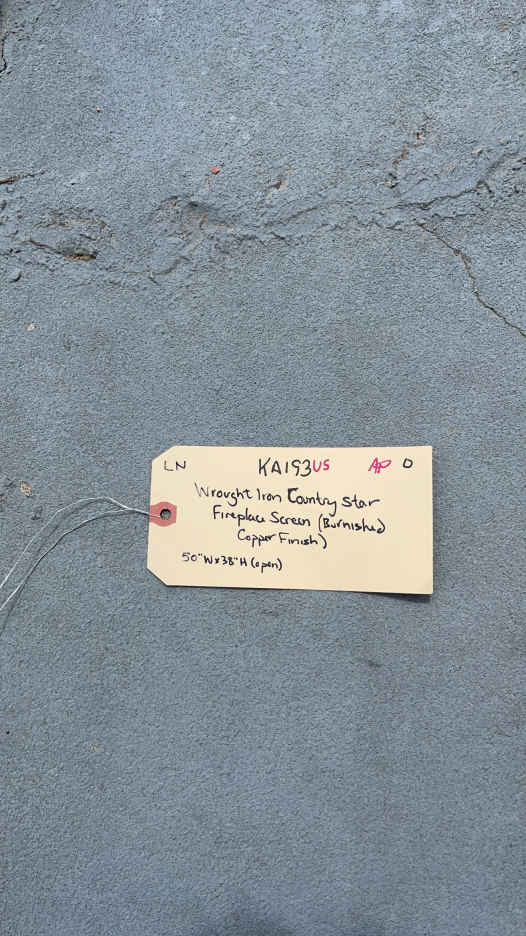 LN KA193US AP O
Wrought Iron Country Star
Fireplace Screen (Burnished
Copper Finish)
50"W x 38"H (open)